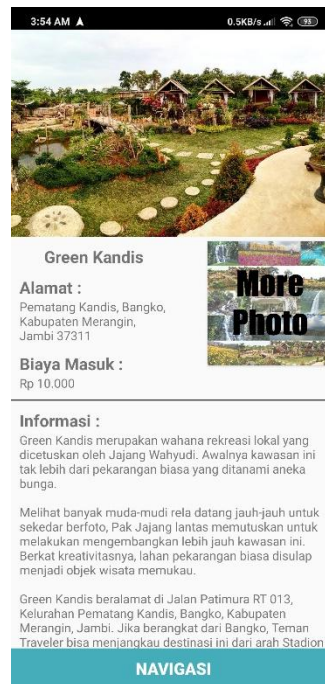 3:54 AM
0.5KB/s
93
Green Kandis
More
Photo
Alamat :
Pematang Kandis, Bangko,
Kabupaten Merangin,
Jambi 37311
Biaya Masuk :
Rp 10.000
Informasi :
Green Kandis merupakan wahana rekreasi lokal yang
dicetuskan oleh Jajang Wahyudi. Awalnya kawasan ini
tak lebih dari pekarangan biasa yang ditanami aneka
bunga.
Melihat banyak muda-mudi rela datang jauh-jauh untuk
sekedar berfoto, Pak Jajang lantas memutuskan untuk
melakukan mengembangkan lebih jauh kawasan ini.
Berkat kreativitasnya, lahan pekarangan biasa disulap
menjadi objek wisata memukau.
Green Kandis beralamat di Jalan Patimura RT 013,
Kelurahan Pematang Kandis, Bangko, Kabupaten
Merangin, Jambi. Jika berangkat dari Bangko, Teman
Traveler bisa menjangkau destinasi ini dari arah Stadion
NAVIGASI